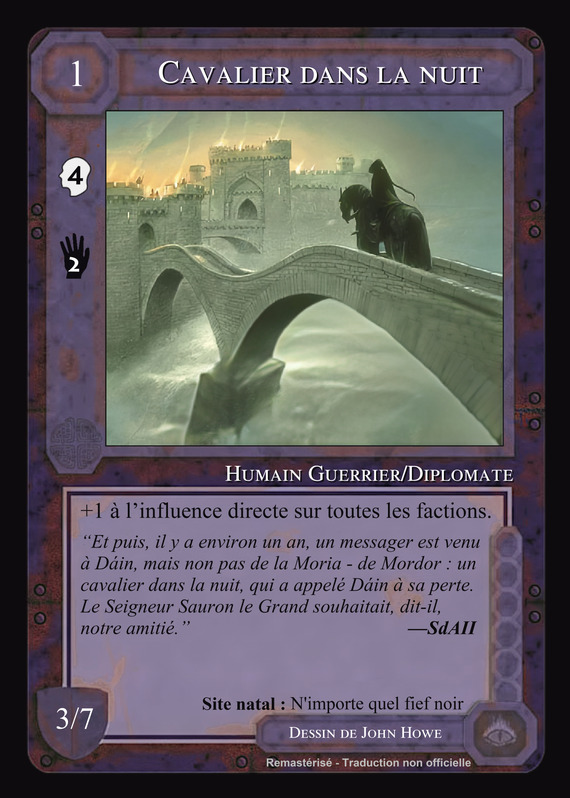 1
Cavalier dans la nuit
4
2
Humain Guerrier/Diplomate
+1 à l’influence directe sur toutes les factions.
“Et puis, il y a environ un an, un messager est venu
à Dáin, mais non pas de la Moria - de Mordor : un
cavalier dans la nuit, qui a appelé Dáin à sa perte.
Le Seigneur Sauron le Grand souhaitait, dit-il,
notre amitié.” —SdAII
Site natal : N'importe quel fief noir
3/7
Dessin de John Howe
Remastérisé - Traduction non officielle